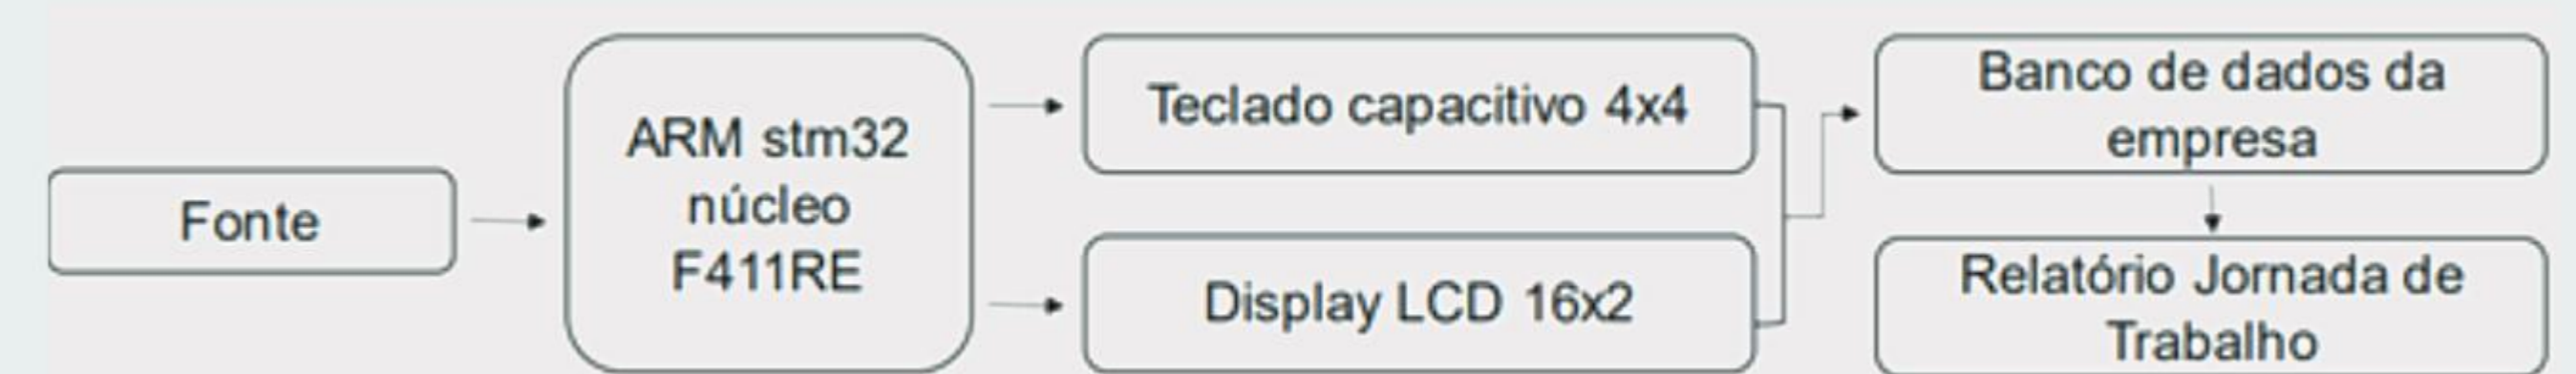 Fonte
ARM stm32
núcleo
F411RE
Teclado capacitivo 4x4
Display LCD 16x2
Banco de dados da
empresa
Relatório Jornada de
Trabalho